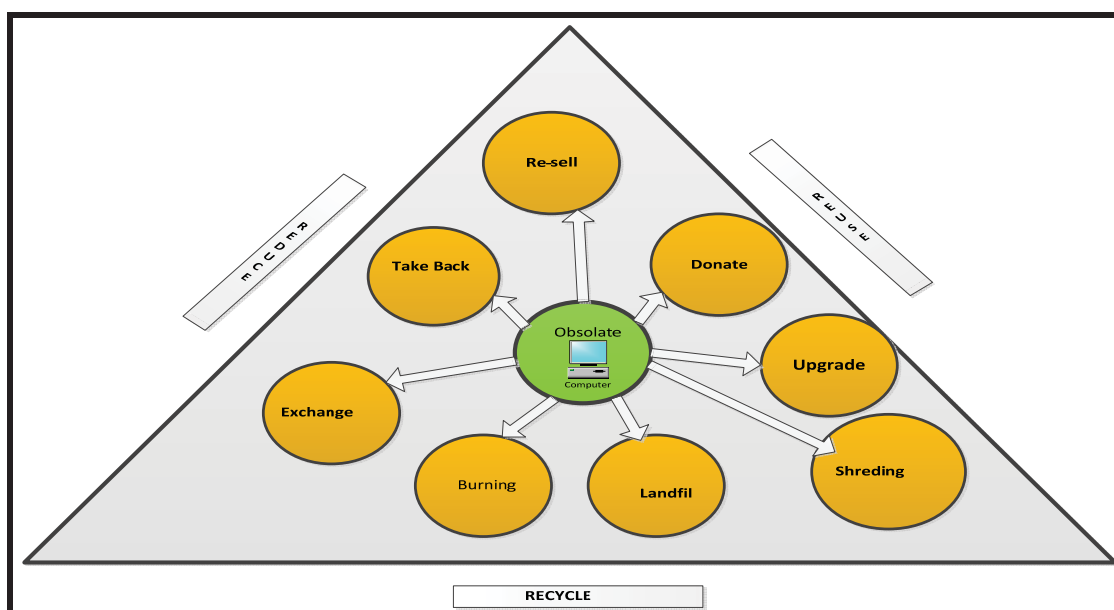 Re-sell
REDUCE
REUSE
Take Back
Donate
Obsolate
Computer
Upgrade
Exchange
Shreding
Burning
Landfil
RECYCLE